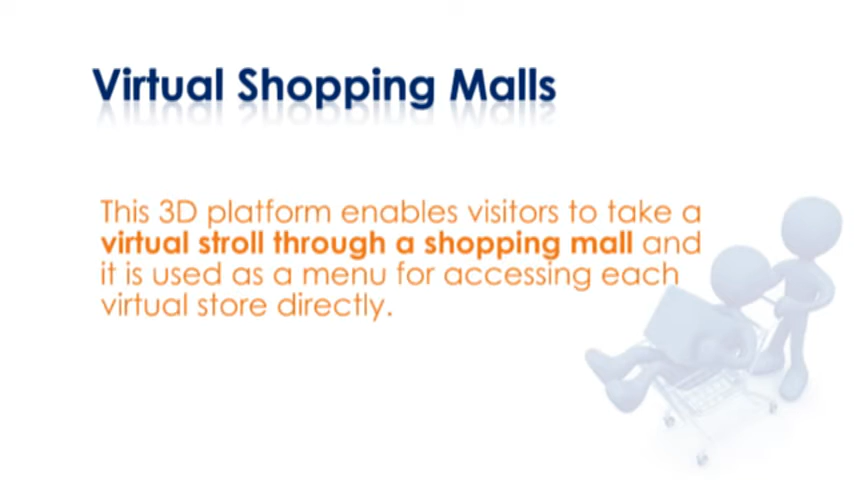 Virtual Shopping Malls
This 3D platform enables visitors to take a
virtual stroll through a shopping mall and
it is used as a menu for accessing each
virtual store directly.